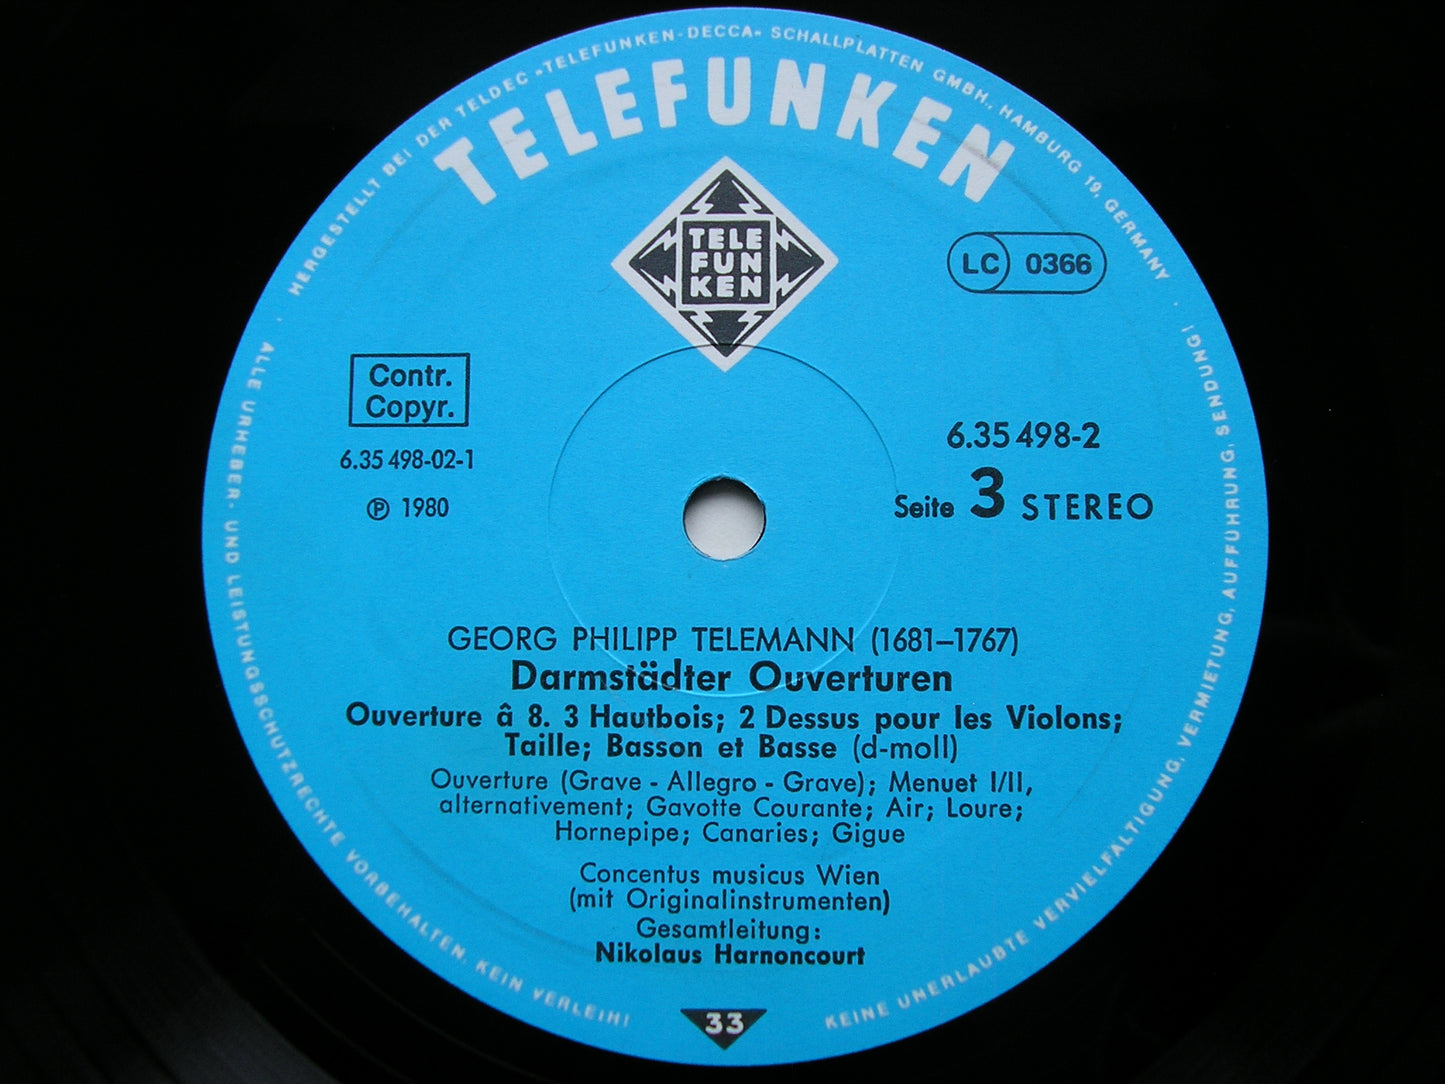 HERGESTELLT BEI DER TELDEC »TELEFUNKEN-DECCA« SCHALLPLATTEN GMBH., HAMBURG 19, GERMANY ·
TELEFUNKEN
TELE
FUN
KEN
LC 0366
Contr.
Copyr.
6.35 498-02-1
℗ 1980
6.35 498-2
Seite 3 STEREO
GEORG PHILIPP TELEMANN (1681–1767)
Darmstädter Ouverturen
Ouverture â 8. 3 Hautbois; 2 Dessus pour les Violons;
Taille; Basson et Basse (d-moll)
Ouverture (Grave - Allegro - Grave); Menuet I/II,
alternativement; Gavotte Courante; Air; Loure;
Hornepipe; Canaries; Gigue
Concentus musicus Wien
(mit Originalinstrumenten)
Gesamtleitung:
Nikolaus Harnoncourt
33
· ALLE URHEBER- UND LEISTUNGSSCHUTZRECHTE VORBEHALTEN, KEIN VERLEIH!
KEINE UNERLAUBTE VERVIELFALTIGUNG, VERMIETUNG, AUFFUHRUNG, SENDUNG!